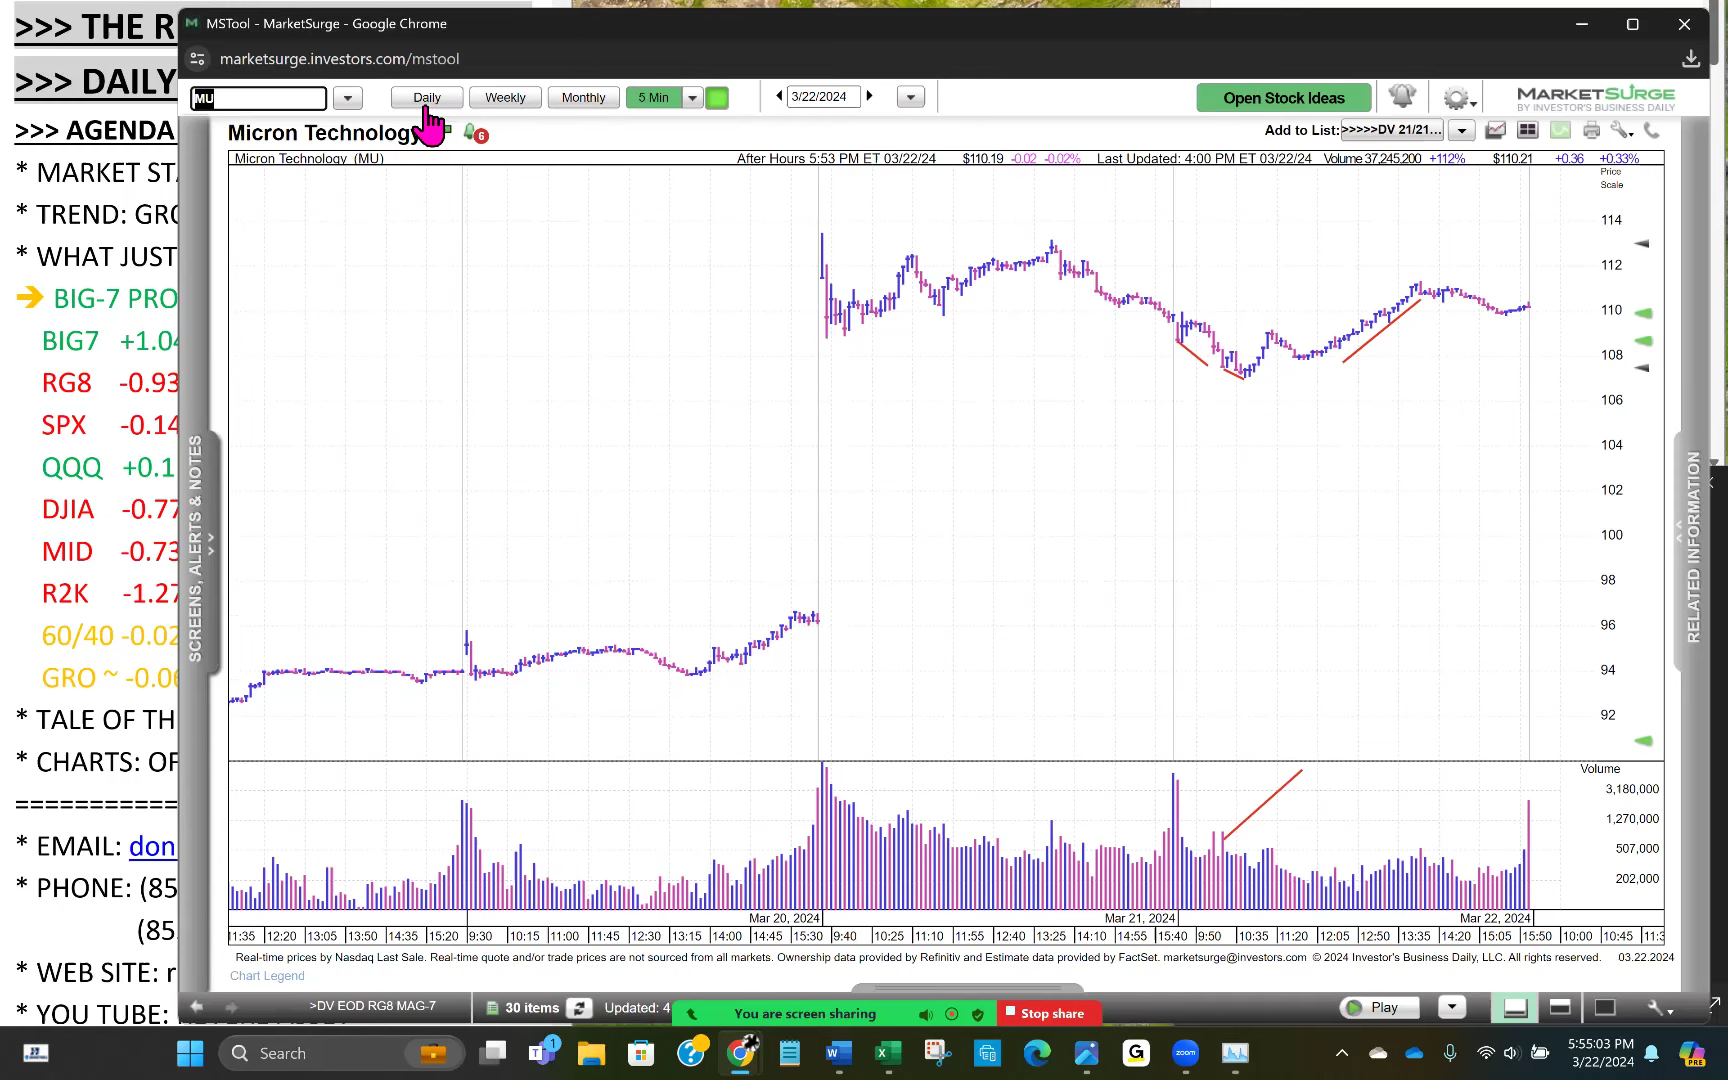 >>> THE R
>>> DAILY
>>> AGENDA
* MARKET STA
* TREND: GRO
* WHAT JUST
BIG-7 PRO
BIG7 +1.04
RG8 -0.93
SPX -0.14
QQQ +0.1
DJIA -0.77
MID -0.73
R2K -1.27
60/40 -0.02
GRO ~ -0.06
* TALE OF TH
* CHARTS: OF
=============
* EMAIL: don
* PHONE: (85
(85
* WEB SITE: r
* YOU TUBE:
MSTool - MarketSurge - Google Chrome
marketsurge.investors.com/mstool
MU
Daily
Weekly
Monthly
5 Min
3/22/2024
Open Stock Ideas
MARKETSURGE
BY INVESTOR'S BUSINESS DAILY
Micron Technology
6
Add to List: >>>>>DV 21/21...
Micron Technology (MU)
After Hours 5:53 PM ET 03/22/24 $110.19 -0.02 -0.02% Last Updated: 4:00 PM ET 03/22/24 Volume 37,245,200 +112% $110.21 +0.36 +0.33%
Price
Scale
114
112
110
108
106
104
102
100
98
96
94
92
Volume
3,180,000
1,270,000
507,000
202,000
SCREENS, ALERTS & NOTES
RELATED INFORMATION
Mar 20, 2024
Mar 21, 2024
Mar 22, 2024
11:35 12:20 13:05 13:50 14:35 15:20 9:30 10:15 11:00 11:45 12:30 13:15 14:00 14:45 15:30 9:40 10:25 11:10 11:55 12:40 13:25 14:10 14:55 15:40 9:50 10:35 11:20 12:05 12:50 13:35 14:20 15:05 15:50 10:00 10:45 11:3
Real-time prices by Nasdaq Last Sale. Real-time quote and/or trade prices are not sourced from all markets. Ownership data provided by Refinitiv and Estimate data provided by FactSet. marketsurge@investors.com © 2024 Investor's Business Daily, LLC. All rights reserved. 03.22.2024
Chart Legend
>DV EOD RG8 MAG-7
30 items
Updated: 4
You are screen sharing
Stop share
Play
Search
1
5:55:03 PM
3/22/2024
PRE